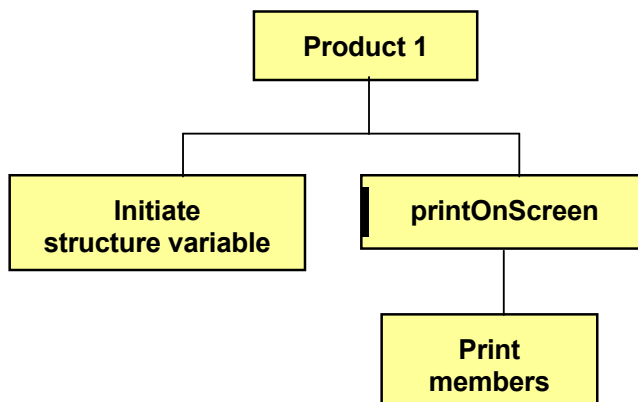 Product 1
Initiate
structure variable
printOnScreen
Print
members